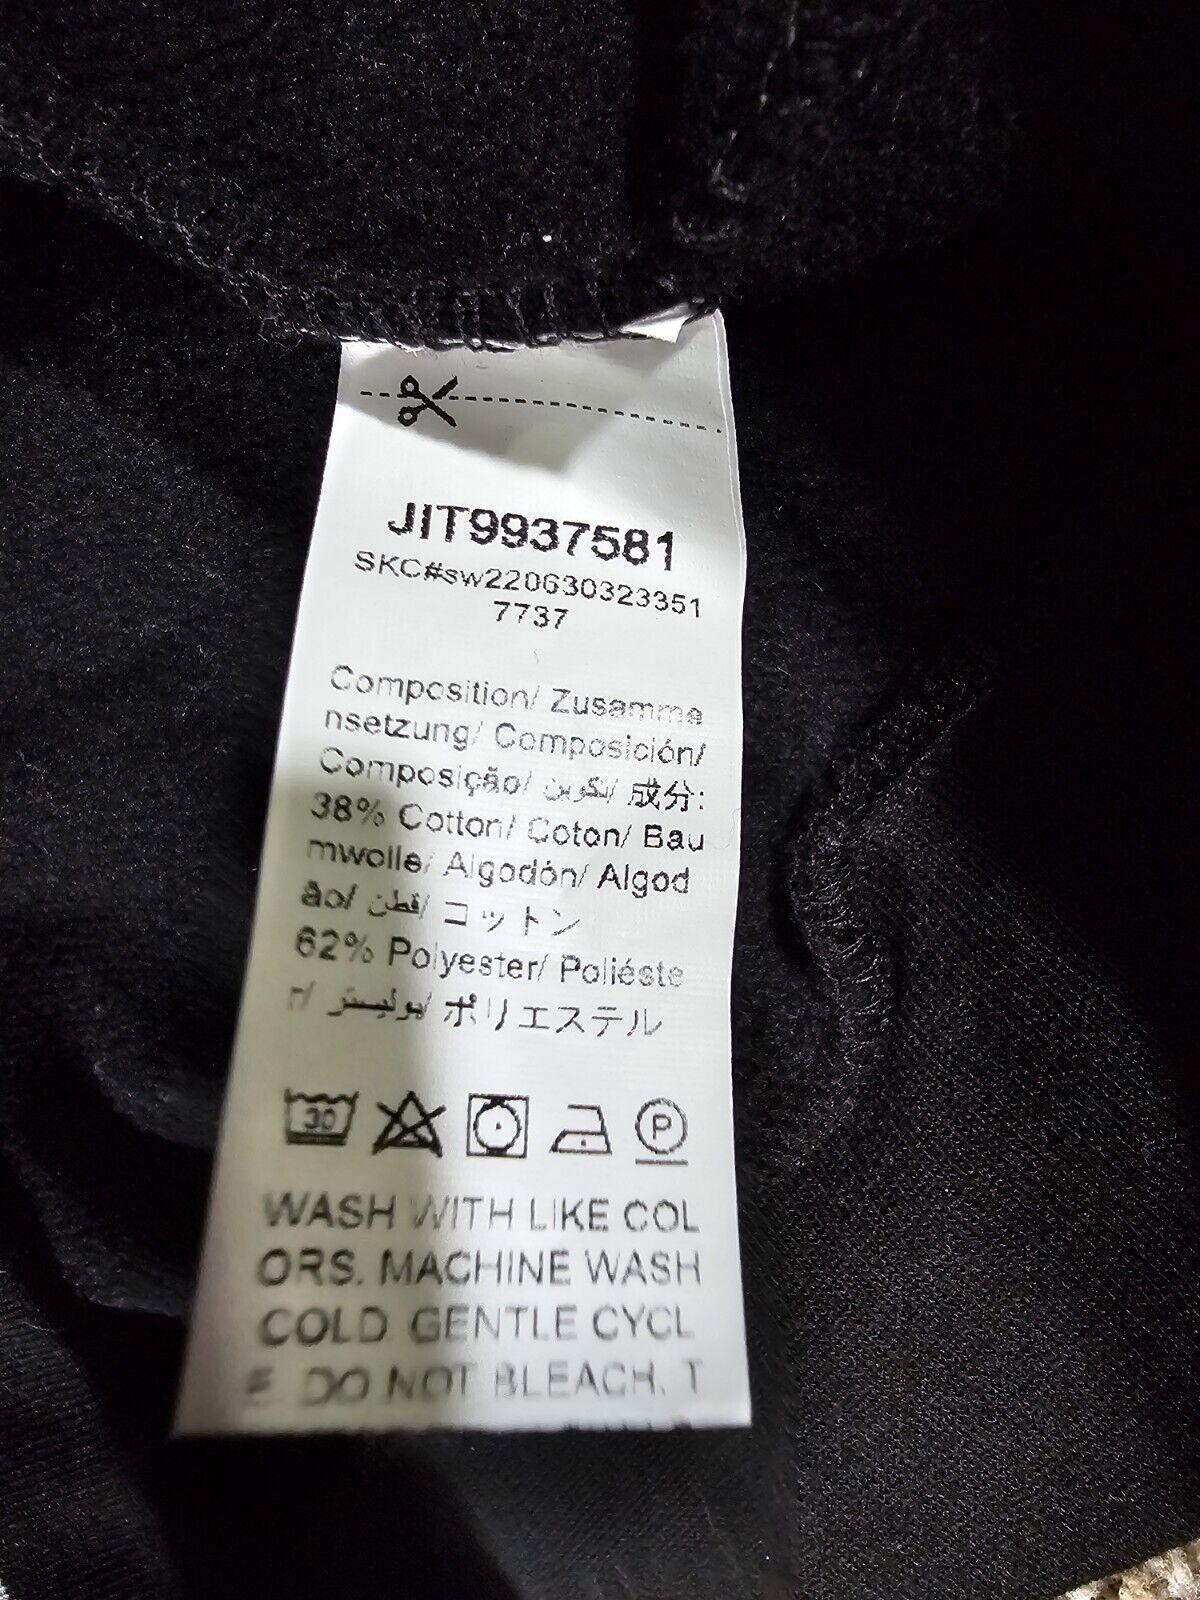 JIT9937581
SKC#sw220630323351
7737
Composition/ Zusamme
nsetzung/ Composición/
Composição/ تكوين/ 成分:
38% Cotton/ Coton/ Bau
mwolle/ Algodón/ Algod
ão/ قطن/ コットン
62% Polyester/ Poliéste
r/ بوليستر/ ポリエステル
30
P
WASH WITH LIKE COL
ORS. MACHINE WASH
COLD GENTLE CYCL
E. DO NOT BLEACH. T